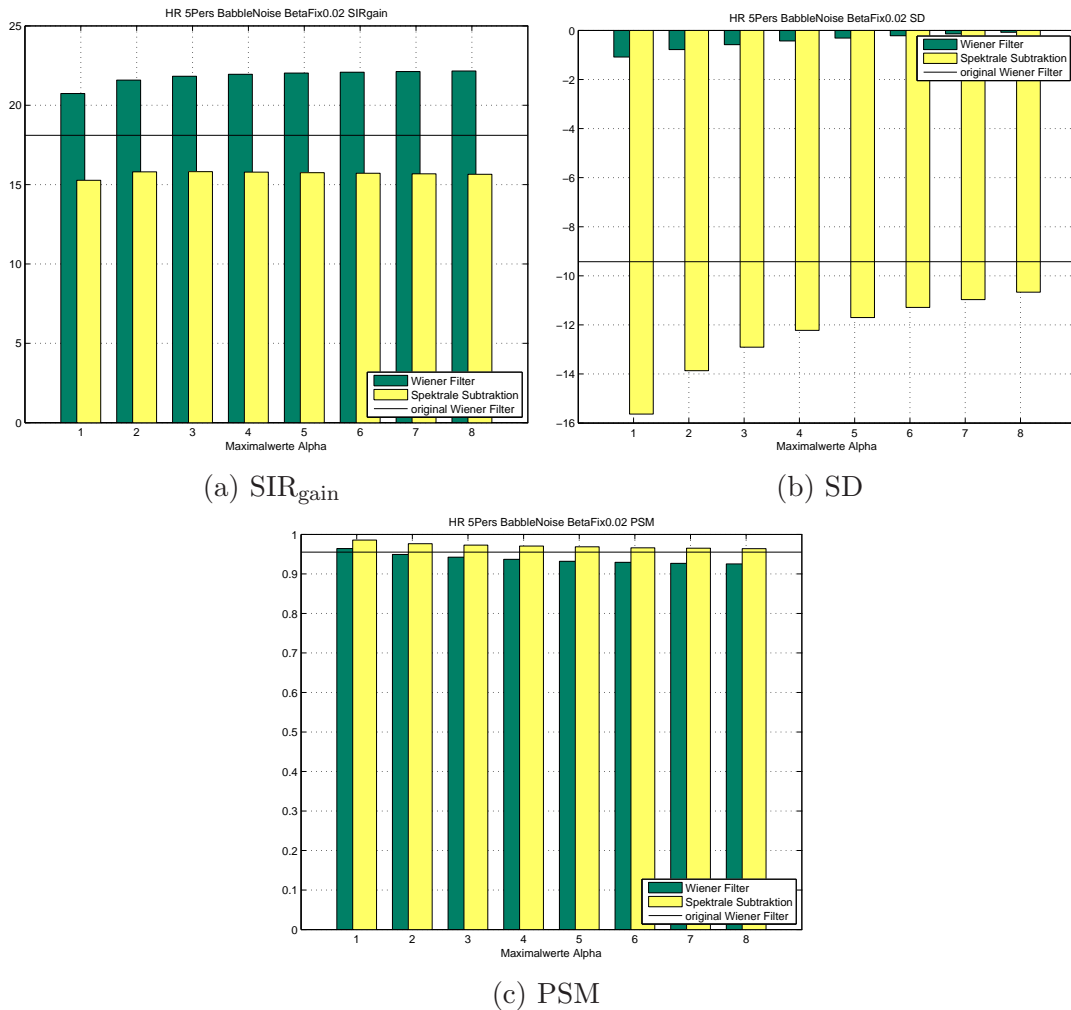 HR 5Pers BabbleNoise BetaFix0.02 SIRgain
25
20
15
10
5
0
1 2 3 4 5 6 7 8
Maximalwerte Alpha
Wiener Filter
Spektrale Subtraktion
original Wiener Filter
(a) SIRgain
HR 5Pers BabbleNoise BetaFix0.02 SD
0
−2
−4
−6
−8
−10
−12
−14
−16
1 2 3 4 5 6 7 8
Maximalwerte Alpha
Wiener Filter
Spektrale Subtraktion
original Wiener Filter
(b) SD
HR 5Pers BabbleNoise BetaFix0.02 PSM
1
0.9
0.8
0.7
0.6
0.5
0.4
0.3
0.2
0.1
0
1 2 3 4 5 6 7 8
Maximalwerte Alpha
Wiener Filter
Spektrale Subtraktion
original Wiener Filter
(c) PSM